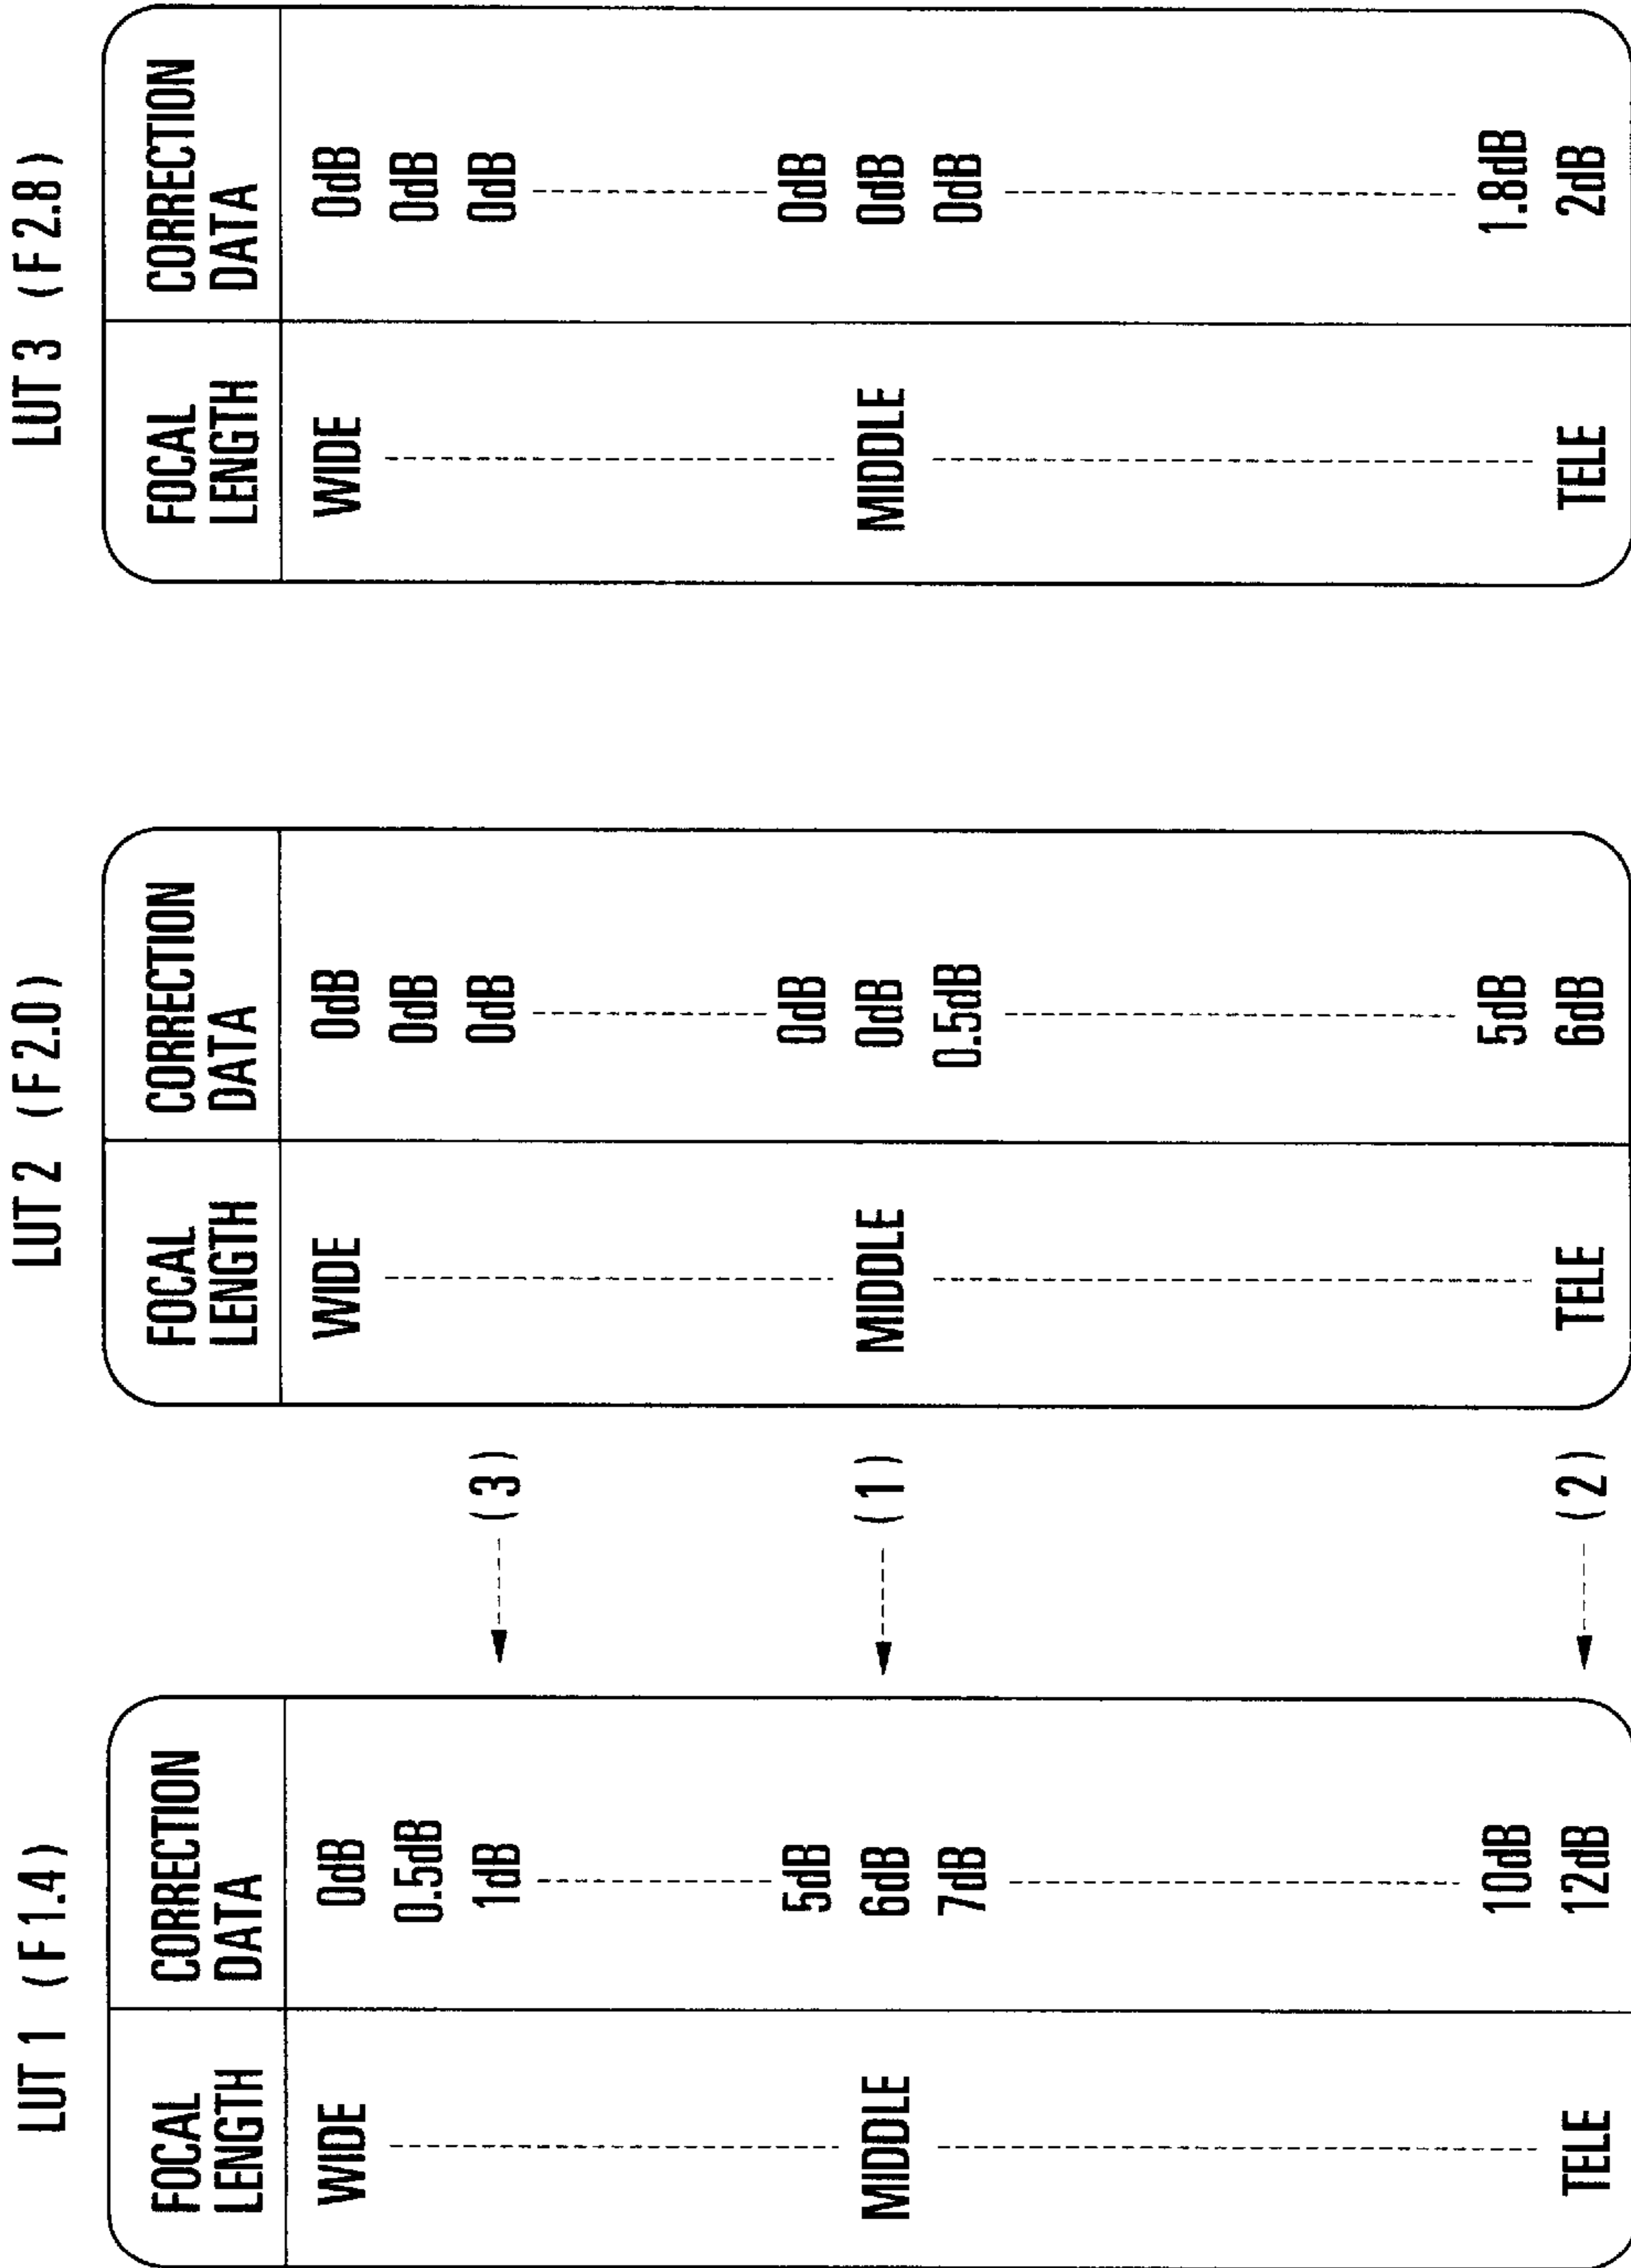 LUT 1 (F1.4)
FOCAL LENGTH
CORRECTION DATA
WIDE
0dB
0.5dB
1dB
5dB
MIDDLE
6dB
7dB
10dB
TELE
12dB
(3)
(1)
(2)
LUT 2 (F2.0)
FOCAL LENGTH
CORRECTION DATA
WIDE
0dB
0dB
0dB
0dB
MIDDLE
0dB
0.5dB
5dB
TELE
6dB
LUT 3 (F2.8)
FOCAL LENGTH
CORRECTION DATA
WIDE
0dB
0dB
0dB
0dB
MIDDLE
0dB
0dB
1.8dB
TELE
2dB